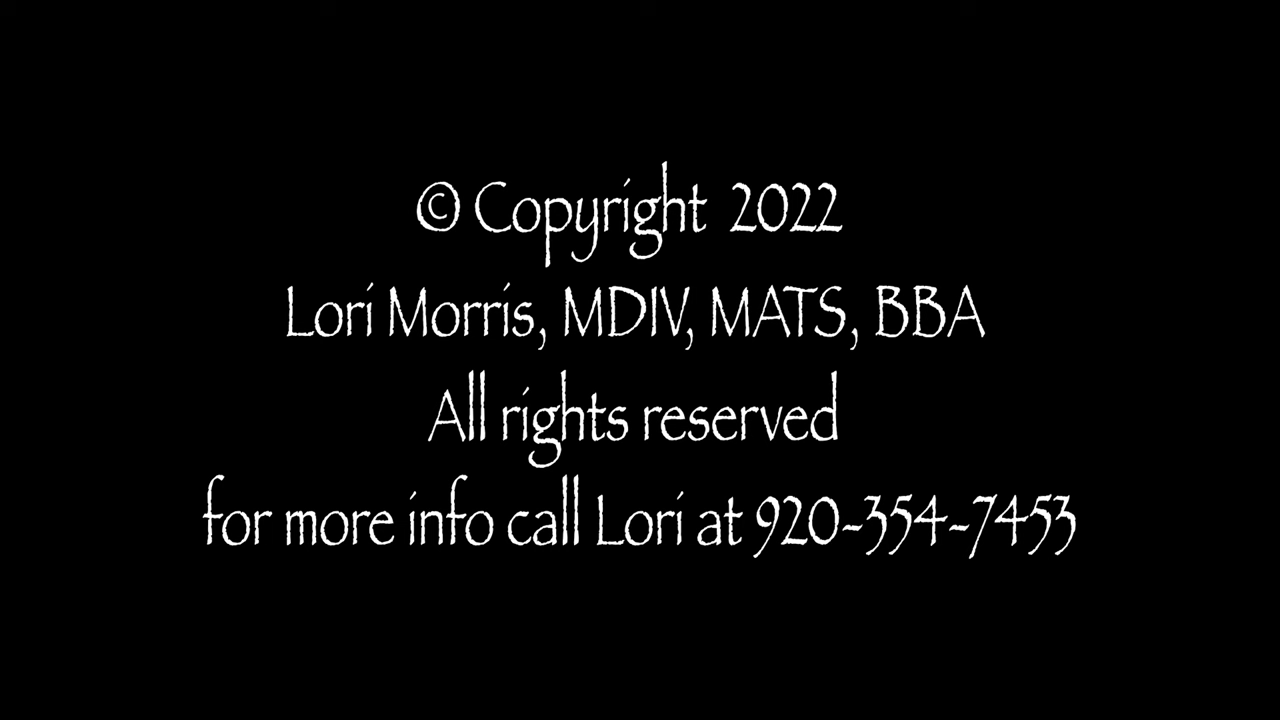 © Copyright 2022
Lori Morris, MDIV, MATS, BBA
All rights reserved
for more info call Lori at 920-354-7453